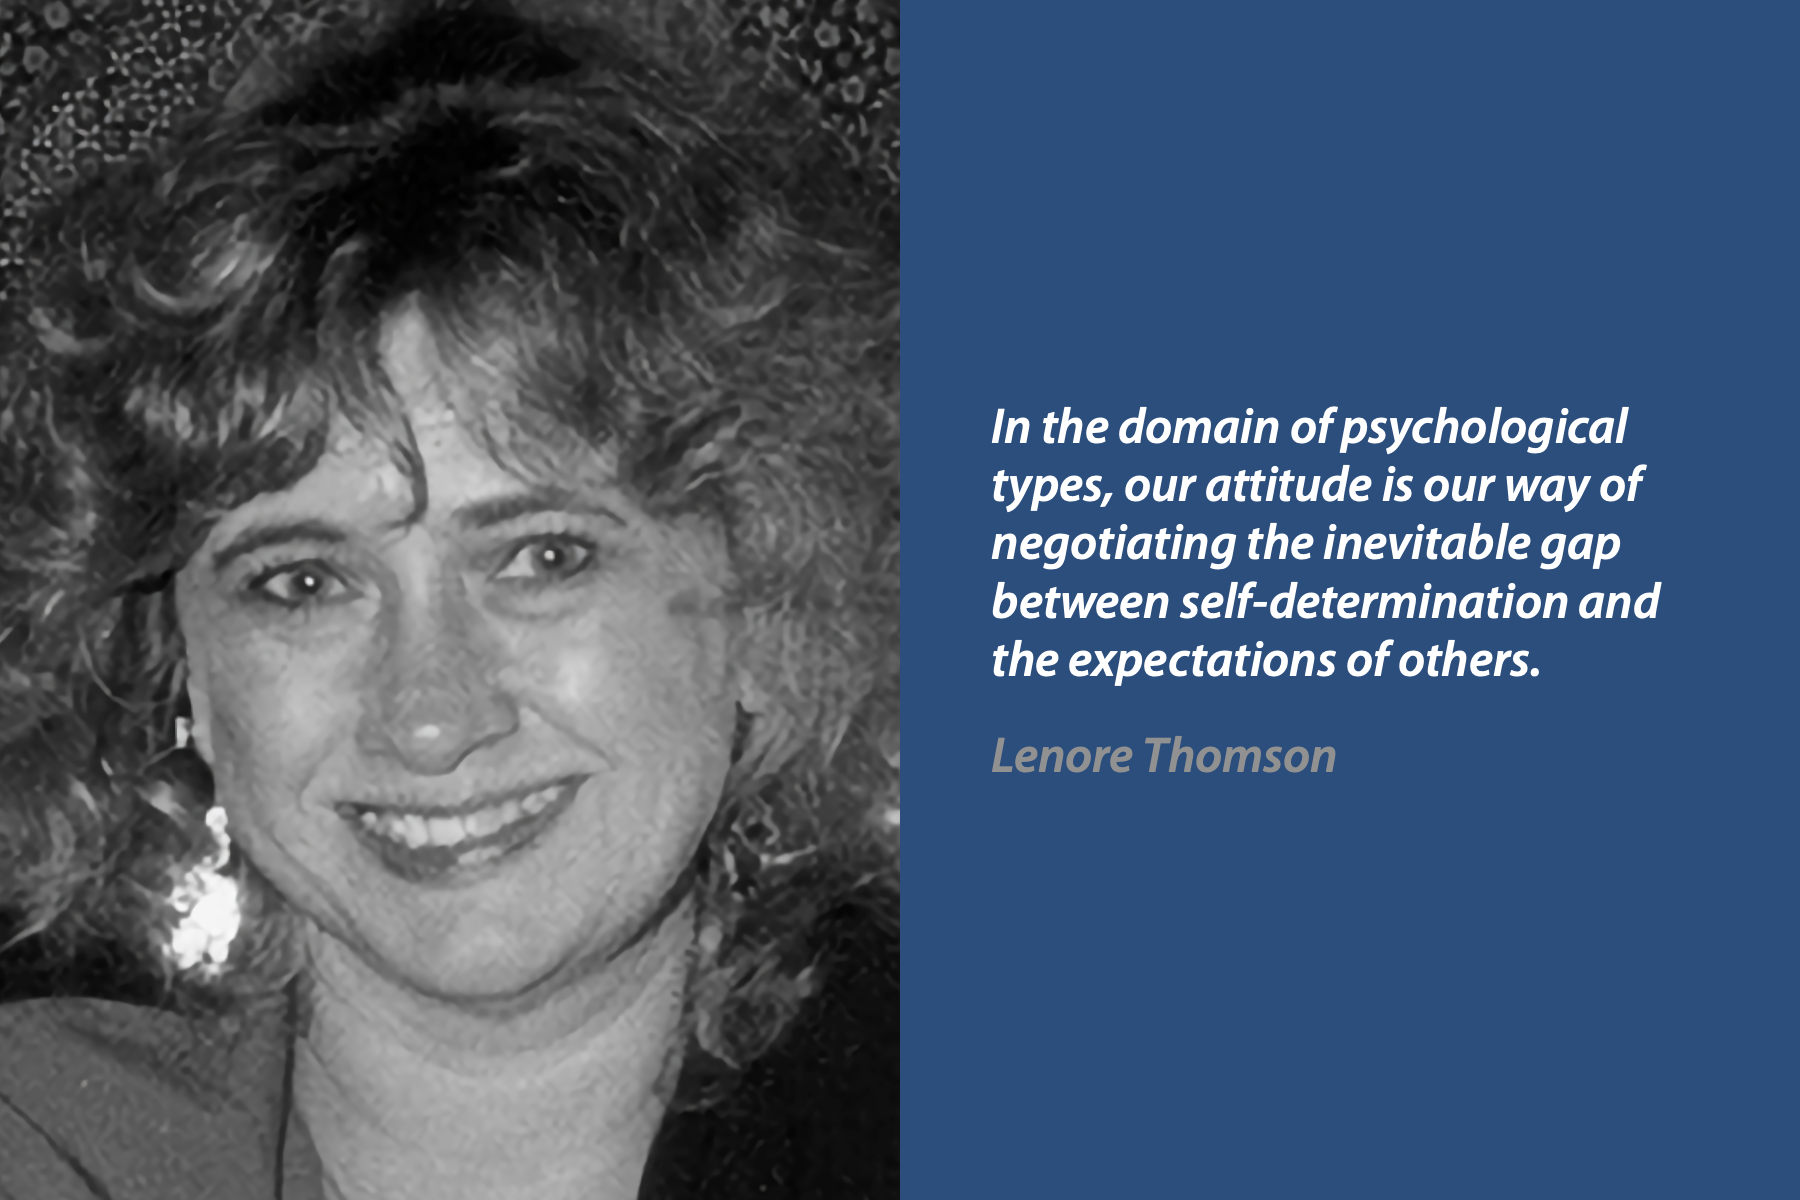 In the domain of psychological
types, our attitude is our way of
negotiating the inevitable gap
between self-determination and
the expectations of others.
Lenore Thomson